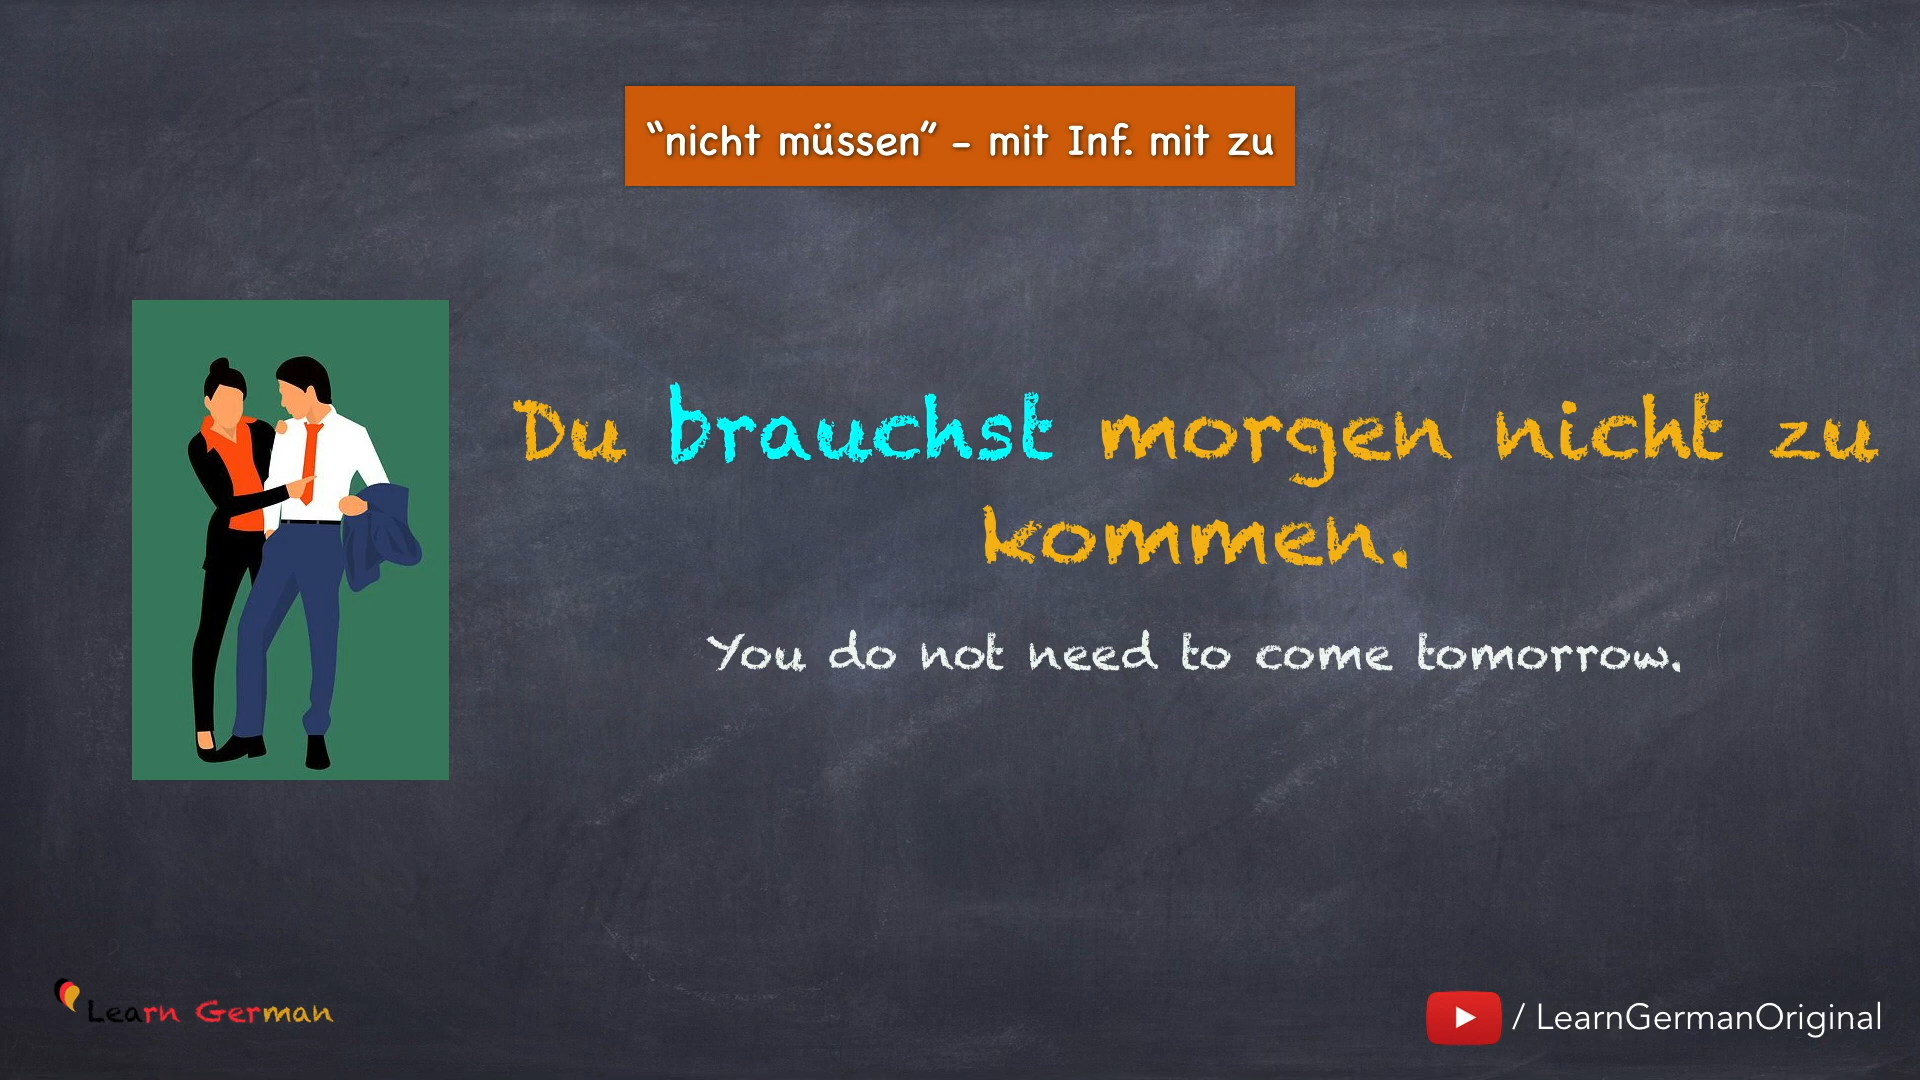 “nicht müssen” - mit Inf. mit zu
Du brauchst morgen nicht zu
kommen.
You do not need to come tomorrow.
Learn German
/ LearnGermanOriginal